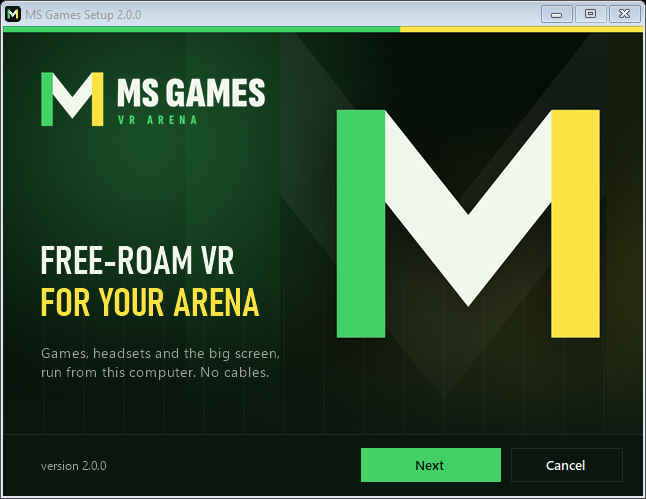 MS Games Setup 2.0.0
MS GAMES
VR ARENA
FREE-ROAM VR
FOR YOUR ARENA
Games, headsets and the big screen,
run from this computer. No cables.
version 2.0.0
Next
Cancel